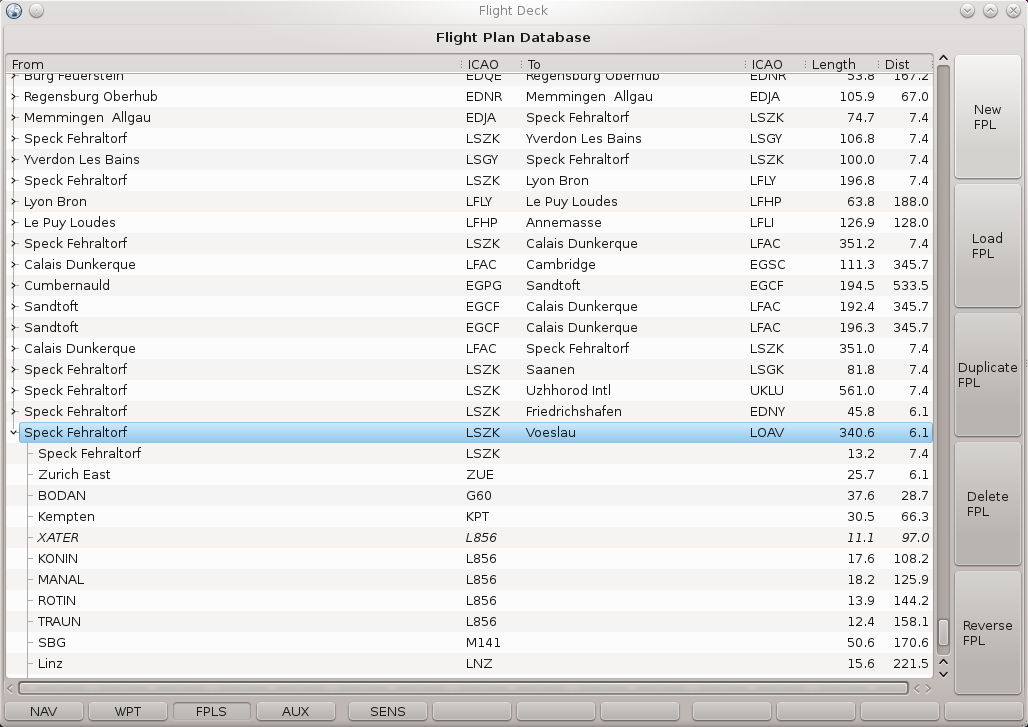 Flight Deck
Flight Plan Database
From ICAO To ICAO Length Dist
Burg Feuerstein EDQE Regensburg Oberhub EDNR 53.8 167.2
Regensburg Oberhub EDNR Memmingen  Allgau EDJA 105.9 67.0
Memmingen  Allgau EDJA Speck Fehraltorf LSZK 74.7 7.4
Speck Fehraltorf LSZK Yverdon Les Bains LSGY 106.8 7.4
Yverdon Les Bains LSGY Speck Fehraltorf LSZK 100.0 7.4
Speck Fehraltorf LSZK Lyon Bron LFLY 196.8 7.4
Lyon Bron LFLY Le Puy Loudes LFHP 63.8 188.0
Le Puy Loudes LFHP Annemasse LFLI 126.9 128.0
Speck Fehraltorf LSZK Calais Dunkerque LFAC 351.2 7.4
Calais Dunkerque LFAC Cambridge EGSC 111.3 345.7
Cumbernauld EGPG Sandtoft EGCF 194.5 533.5
Sandtoft EGCF Calais Dunkerque LFAC 192.4 345.7
Sandtoft EGCF Calais Dunkerque LFAC 196.3 345.7
Calais Dunkerque LFAC Speck Fehraltorf LSZK 351.0 7.4
Speck Fehraltorf LSZK Saanen LSGK 81.8 7.4
Speck Fehraltorf LSZK Uzhhorod Intl UKLU 561.0 7.4
Speck Fehraltorf LSZK Friedrichshafen EDNY 45.8 6.1
Speck Fehraltorf LSZK Voeslau LOAV 340.6 6.1
Speck Fehraltorf LSZK 13.2 7.4
Zurich East ZUE 25.7 6.1
BODAN G60 37.6 28.7
Kempten KPT 30.5 66.3
XATER L856 11.1 97.0
KONIN L856 17.6 108.2
MANAL L856 18.2 125.9
ROTIN L856 13.9 144.2
TRAUN L856 12.4 158.1
SBG M141 50.6 170.6
Linz LNZ 15.6 221.5
New
FPL
Load
FPL
Duplicate
FPL
Delete
FPL
Reverse
FPL
NAV WPT FPLS AUX SENS